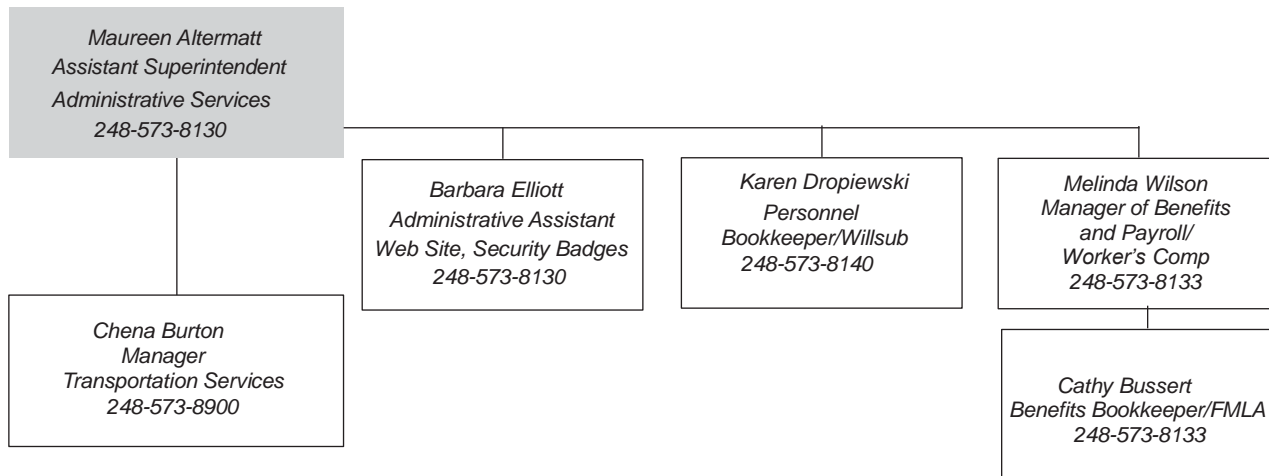 Maureen Altermatt
Assistant Superintendent
Administrative Services
248-573-8130
Barbara Elliott
Administrative Assistant
Web Site, Security Badges
248-573-8130
Karen Dropiewski
Personnel
Bookkeeper/Willsub
248-573-8140
Melinda Wilson
Manager of Benefits
and Payroll/
Worker’s Comp
248-573-8133
Chena Burton
Manager
Transportation Services
248-573-8900
Cathy Bussert
Benefits Bookkeeper/FMLA
248-573-8133